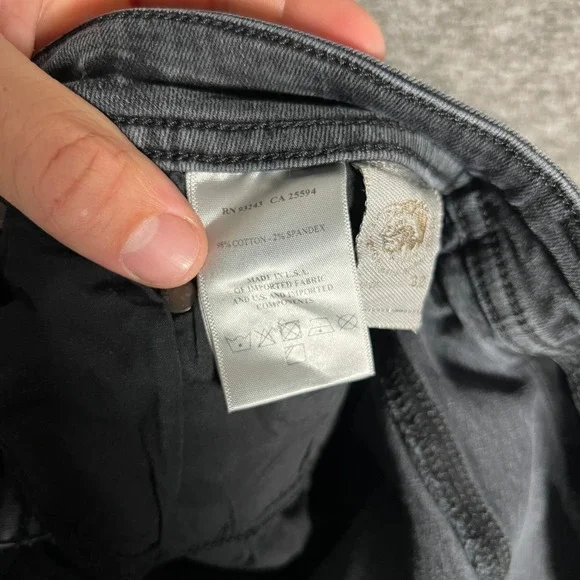 RN 93243 CA 25594
98% COTTON - 2% SPANDEX
MADE IN U.S.A.
OF IMPORTED FABRIC
AND U.S. AND IMPORTED
COMPONENTS